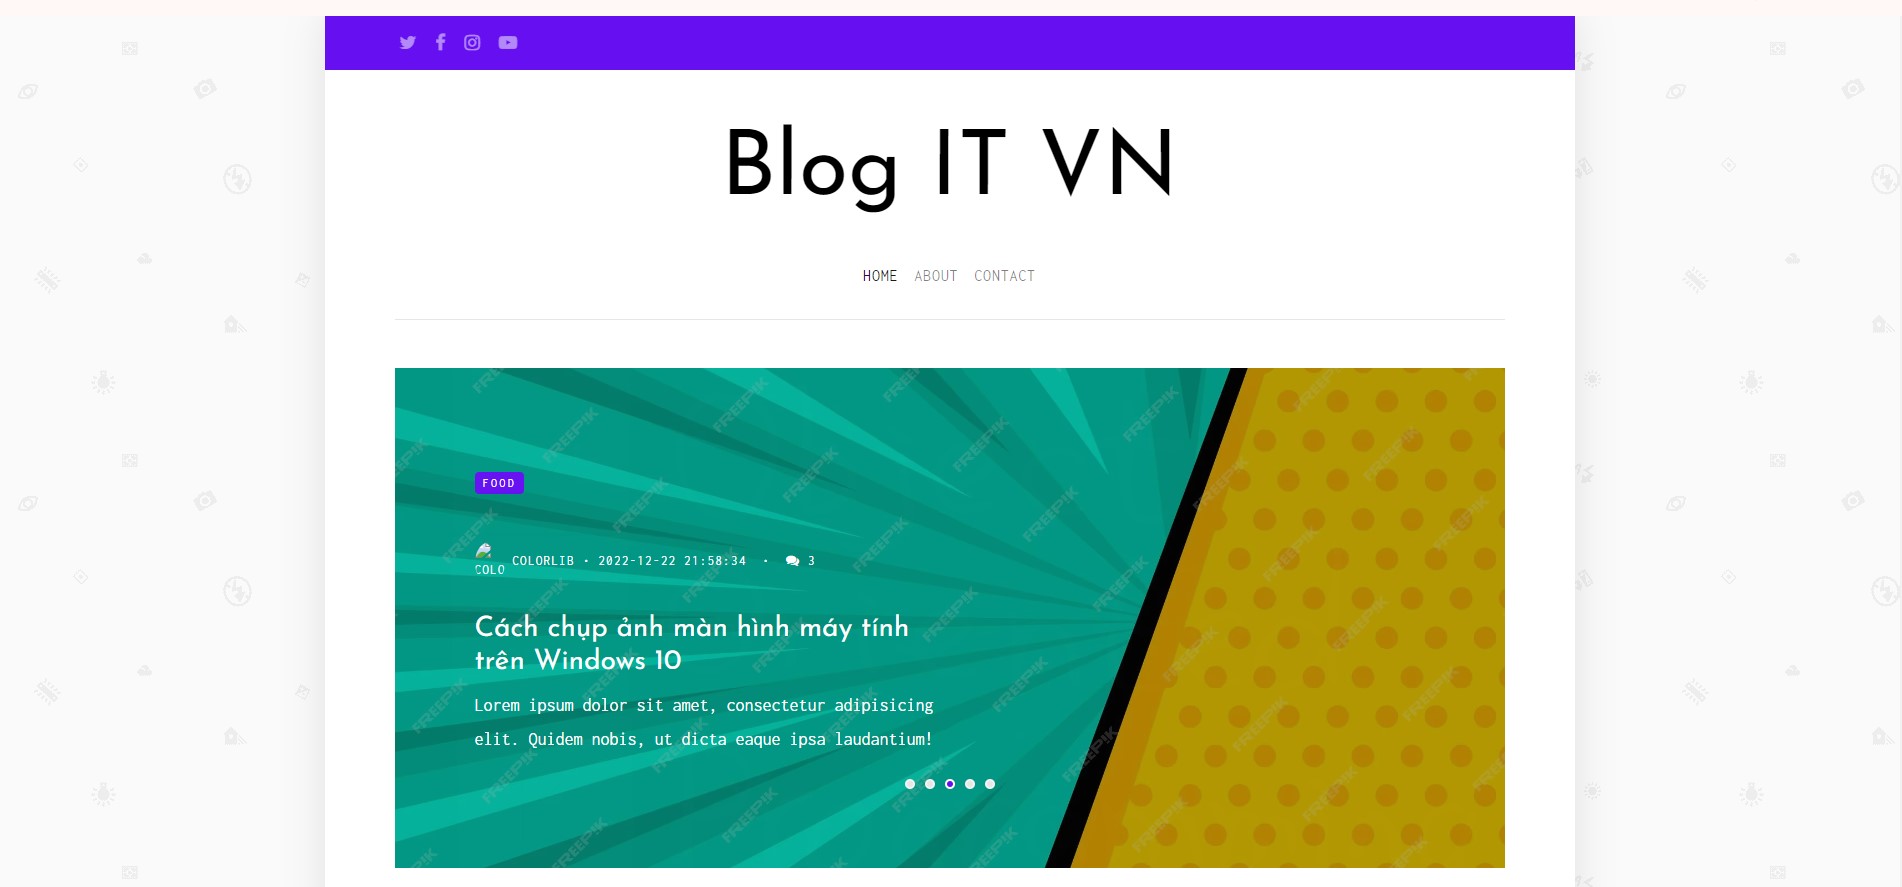 Blog IT VN
HOME ABOUT CONTACT
FOOD
COLO
COLORLIB • 2022-12-22 21:58:34 • 3
Cách chụp ảnh màn hình máy tính
trên Windows 10
Lorem ipsum dolor sit amet, consectetur adipisicing
elit. Quidem nobis, ut dicta eaque ipsa laudantium!
FREEPIK